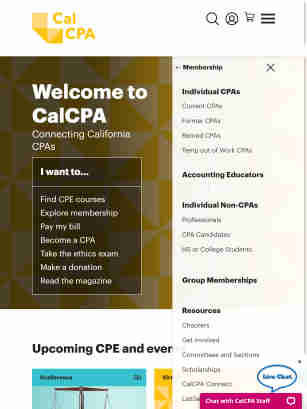 Cal
CPA
Membership
Welcome to
CalCPA
Connecting California
CPAs
I want to...
Find CPE courses
Explore membership
Pay my bill
Become a CPA
Take the ethics exam
Make a donation
Read the magazine
Individual CPAs
Current CPAs
Former CPAs
Retired CPAs
Temp out of Work CPAs
Accounting Educators
Individual Non-CPAs
Professionals
CPA Candidates
HS or College Students
Group Memberships
Resources
Chapters
Get Involved
Committees and Sections
Scholarships
CalCPA Connect
Upcoming CPE and even
Conference
Live Chat
Chat with CalCPA Staff